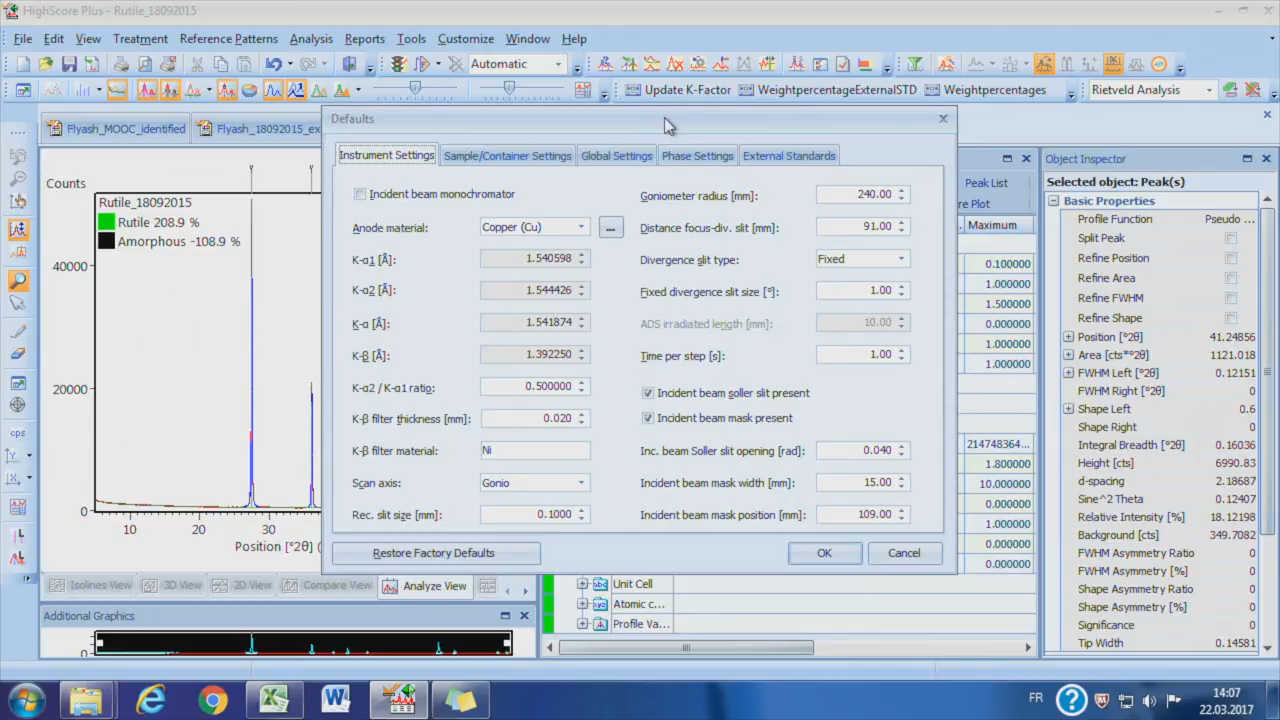 HighScore Plus - Rutile_18092015
File Edit View Treatment Reference Patterns Analysis Reports Tools Customize Window Help
Automatic
Update K-Factor WeightpercentageExternalSTD Weightpercentages Rietveld Analysis
Flyash_MOOC_identified Flyash_18092015_ex
Defaults
Instrument Settings Sample/Container Settings Global Settings Phase Settings External Standards
Incident beam monochromator
Anode material: Copper (Cu) ...
K-α1 [Å]: 1.540598
K-α2 [Å]: 1.544426
K-α [Å]: 1.541874
K-β [Å]: 1.392250
K-α2 / K-α1 ratio: 0.500000
K-β filter thickness [mm]: 0.020
K-β filter material: Ni
Scan axis: Gonio
Rec. slit size [mm]: 0.1000
Goniometer radius [mm]: 240.00
Distance focus-div. slit [mm]: 91.00
Divergence slit type: Fixed
Fixed divergence slit size [°]: 1.00
ADS irradiated length [mm]: 10.00
Time per step [s]: 1.00
Incident beam soller slit present
Incident beam mask present
Inc. beam Soller slit opening [rad]: 0.040
Incident beam mask width [mm]: 15.00
Incident beam mask position [mm]: 109.00
Restore Factory Defaults OK Cancel
Counts
Rutile_18092015
Rutile 208.9 %
Amorphous -108.9 %
40000
20000
0
10 20 30
Position [°2θ] (
Isolines View 3D View 2D View Compare View Analyze View
Additional Graphics
0
Peak List
re Plot
Maximum
0.100000
1.000000
1.500000
0.000000
1.000000
1.000000
214748364...
1.800000
10.000000
0.000000
1.000000
0.000000
0.000000
Unit Cell
Atomic c...
Profile Va...
Object Inspector
Selected object: Peak(s)
Basic Properties
Profile Function Pseudo ...
Split Peak
Refine Position
Refine Area
Refine FWHM
Refine Shape
Position [°2θ] 41.24856
Area [cts*°2θ] 1121.018
FWHM Left [°2θ] 0.12151
FWHM Right [°2θ]
Shape Left 0.6
Shape Right
Integral Breadth [°2θ] 0.16036
Height [cts] 6990.83
d-spacing 2.18687
Sine^2 Theta 0.12407
Relative Intensity [%] 18.12198
Background [cts] 349.7082
FWHM Asymmetry Ratio
FWHM Asymmetry [%]
Shape Asymmetry Ratio
Shape Asymmetry [%]
Significance
Tip Width 0.14581
cps
Y
X
FR 14:07
22.03.2017